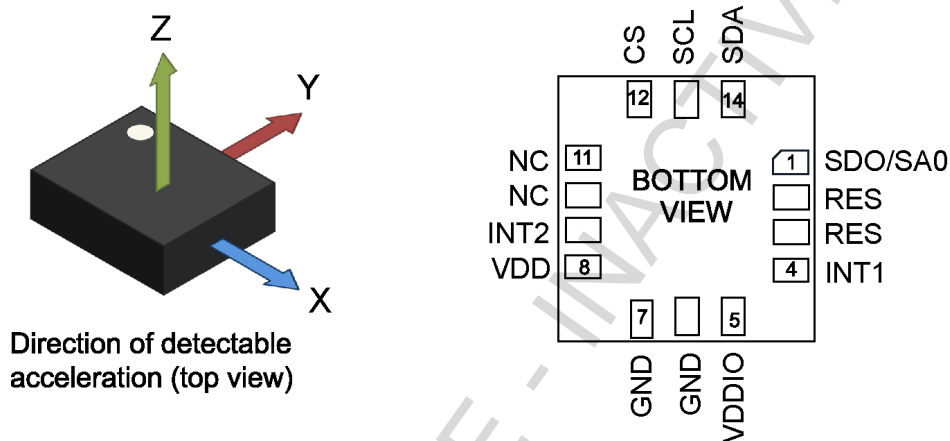 Z
Y
X
Direction of detectable
acceleration (top view)
CS
SCL
SDA
12
14
NC
11
1
SDO/SA0
NC
BOTTOM
VIEW
RES
INT2
RES
VDD
8
4
INT1
7
5
GND
GND
VDDIO
E - INACTIV